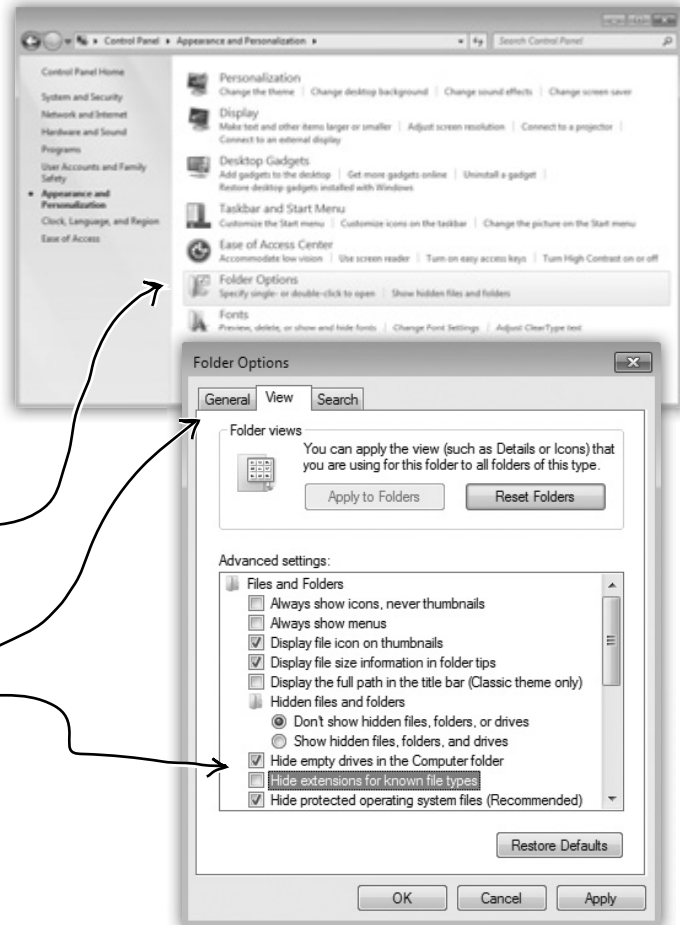 Control Panel ▸ Appearance and Personalization ▸
Search Control Panel
Control Panel Home
System and Security
Network and Internet
Hardware and Sound
Programs
User Accounts and Family
Safety
Appearance and
Personalization
Clock, Language, and Region
Ease of Access
Personalization
Change the theme | Change desktop background | Change sound effects | Change screen saver
Display
Make text and other items larger or smaller | Adjust screen resolution | Connect to a projector |
Connect to an external display
Desktop Gadgets
Add gadgets to the desktop | Get more gadgets online | Uninstall a gadget |
Restore desktop gadgets installed with Windows
Taskbar and Start Menu
Customize the Start menu | Customize icons on the taskbar | Change the picture on the Start menu
Ease of Access Center
Accommodate low vision | Use screen reader | Turn on easy access keys | Turn High Contrast on or off
Folder Options
Specify single- or double-click to open | Show hidden files and folders
Fonts
Preview, delete, or show and hide fonts | Change Font Settings | Adjust ClearType text
Folder Options
General View Search
Folder views
You can apply the view (such as Details or Icons) that
you are using for this folder to all folders of this type.
Apply to Folders Reset Folders
Advanced settings:
Files and Folders
Always show icons, never thumbnails
Always show menus
Display file icon on thumbnails
Display file size information in folder tips
Display the full path in the title bar (Classic theme only)
Hidden files and folders
Don't show hidden files, folders, or drives
Show hidden files, folders, and drives
Hide empty drives in the Computer folder
Hide extensions for known file types
Hide protected operating system files (Recommended)
Restore Defaults
OK Cancel Apply